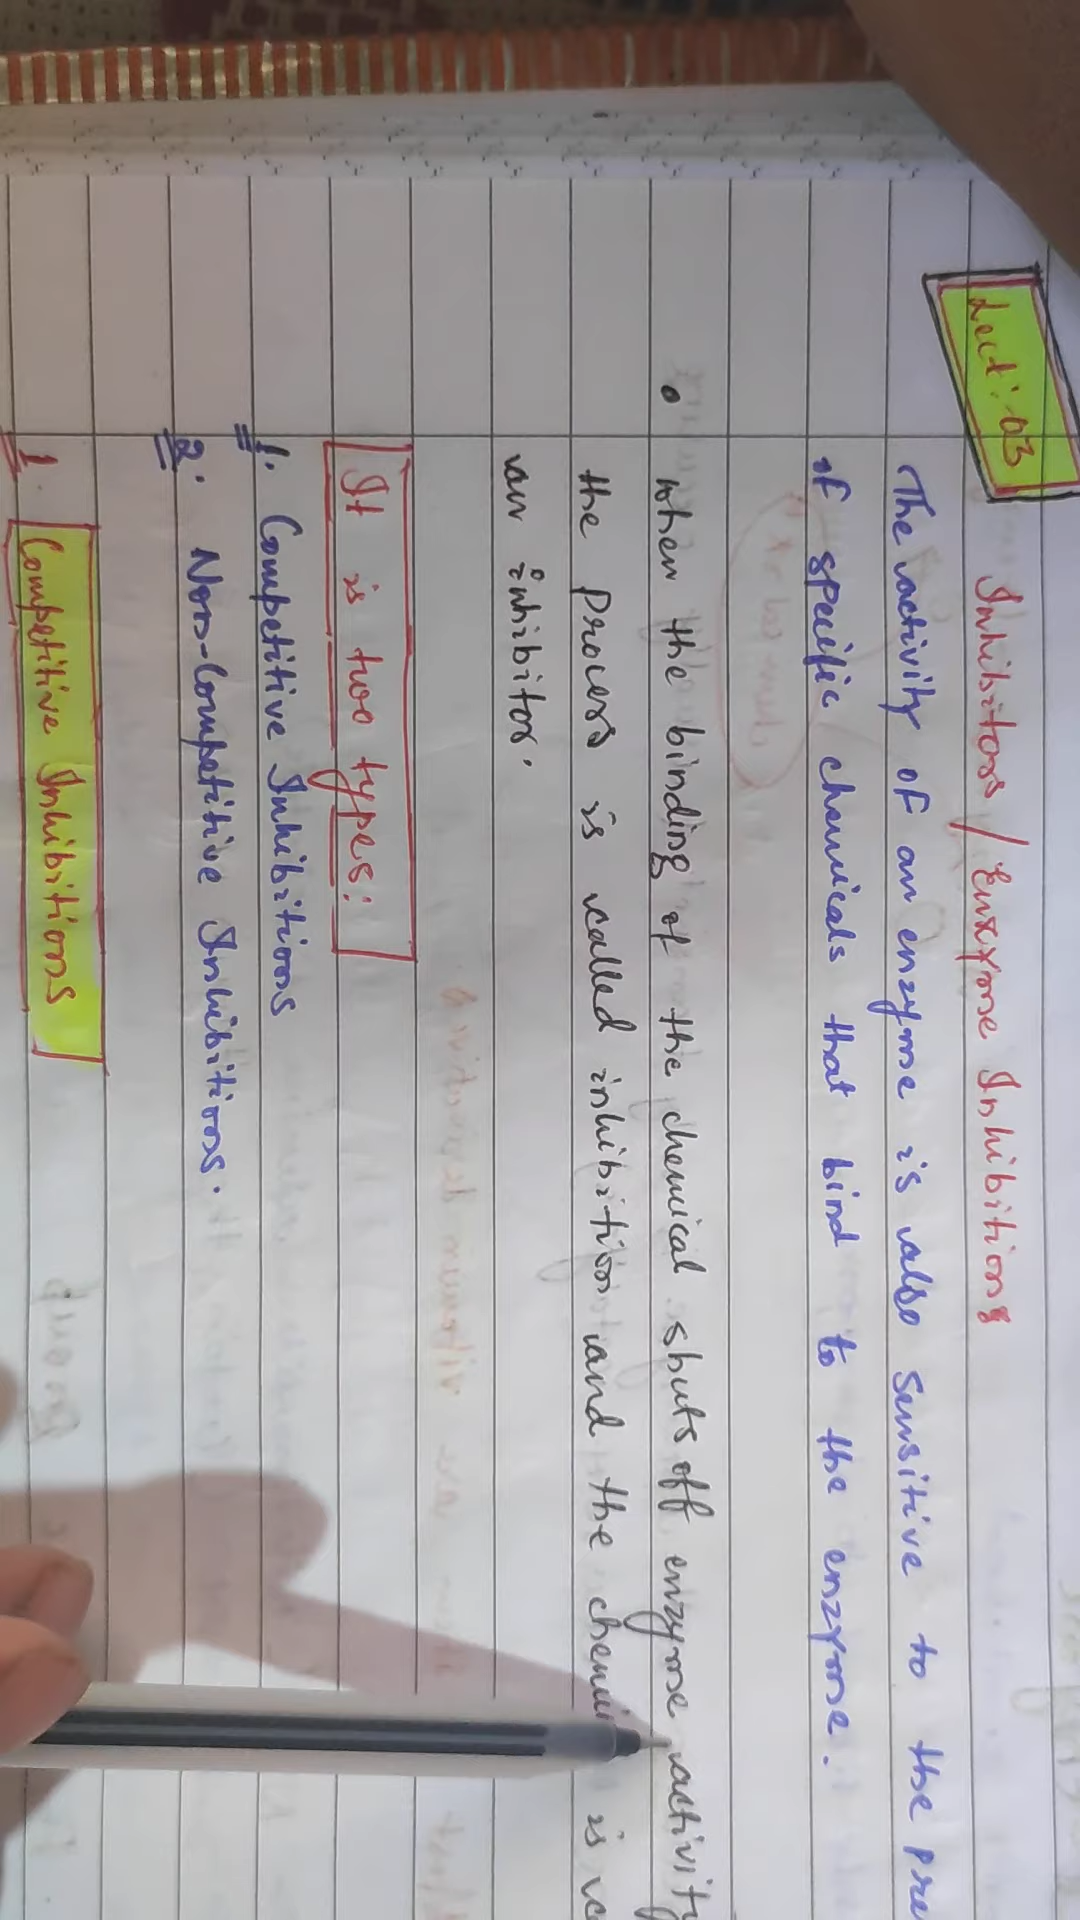 Lect:-03
Inhibitors / Enzyme Inhibitions
The activity of an enzyme is also sensitive to the pre
of specific chemicals that bind to the enzyme.
• when the binding of the chemical shuts off enzyme activity
the process is called inhibition and the chemi is ca
an inhibitor.
It is two types:
1. Competitive Inhibitions
2. Non-Competitive Inhibitions.
1. Competitive Inhibitions